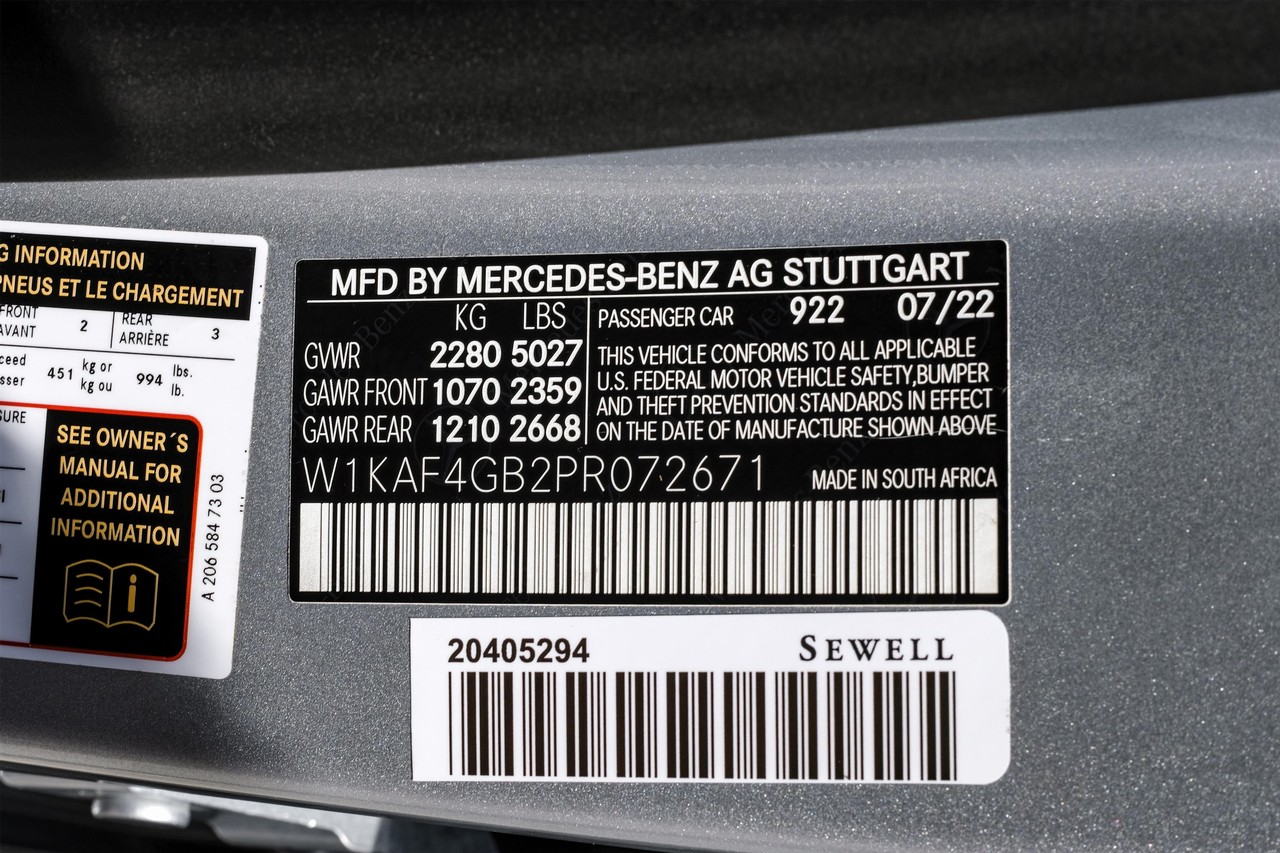 G INFORMATION
PNEUS ET LE CHARGEMENT
FRONT
AVANT
2
REAR
ARRIÈRE
3
451
kg or
kg ou
994
lbs.
lb.
SEE OWNER´S
MANUAL FOR
ADDITIONAL
INFORMATION
A 206 584 73 03
MFD BY MERCEDES-BENZ AG STUTTGART
KG LBS
GVWR 2280 5027
GAWR FRONT 1070 2359
GAWR REAR 1210 2668
PASSENGER CAR 922 07/22
THIS VEHICLE CONFORMS TO ALL APPLICABLE
U.S. FEDERAL MOTOR VEHICLE SAFETY,BUMPER
AND THEFT PREVENTION STANDARDS IN EFFECT
ON THE DATE OF MANUFACTURE SHOWN ABOVE
W1KAF4GB2PR072671
MADE IN SOUTH AFRICA
20405294 SEWELL